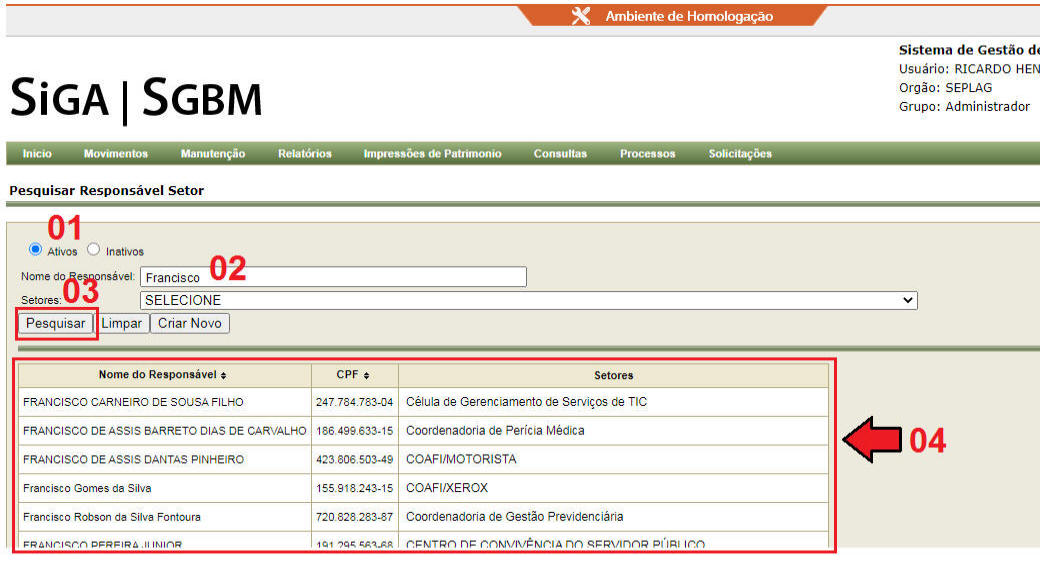 Ambiente de Homologação
Sistema de Gestão de
Usuário: RICARDO HEN
Orgão: SEPLAG
Grupo: Administrador
SiGA | SGBM
Inicio Movimentos Manutenção Relatórios Impressões de Patrimonio Consultas Processos Solicitações
Pesquisar Responsável Setor
01
Ativos Inativos
Nome do Responsável: Francisco 02
03
Setores: SELECIONE
Pesquisar Limpar Criar Novo
Nome do Responsável CPF Setores
FRANCISCO CARNEIRO DE SOUSA FILHO 247.784.783-04 Célula de Gerenciamento de Serviços de TIC
FRANCISCO DE ASSIS BARRETO DIAS DE CARVALHO 186.499.633-15 Coordenadoria de Perícia Médica
04
FRANCISCO DE ASSIS DANTAS PINHEIRO 423.806.503-49 COAFI/MOTORISTA
Francisco Gomes da Silva 155.918.243-15 COAFI/XEROX
Francisco Robson da Silva Fontoura 720.828.283-87 Coordenadoria de Gestão Previdenciária
FRANCISCO PEREIRA JUNIOR 191.295.563-68 CENTRO DE CONVIVÊNCIA DO SERVIDOR PÚBLICO